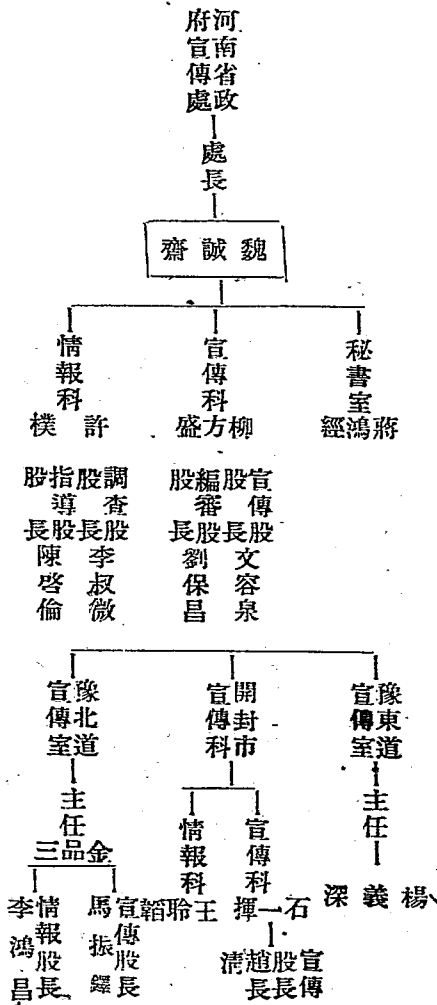 河南省政
府宣傳處
處長
魏誠齋
秘書室
蔣鴻經
宣傳科
柳方盛
情報科
許樸
宣傳股
股長 文容泉
編審股
股長 劉保昌
調查股
股長 李叔微
指導股
股長 陳啓倫
豫東道
宣傳室
主任
楊義深
開封市
宣傳科
宣傳科
石一揮
宣傳
股長
趙清
情報科
王聆韜
豫北道
宣傳室
主任
金品三
宣傳股長
馬振鐸
情報股長
李鴻昌